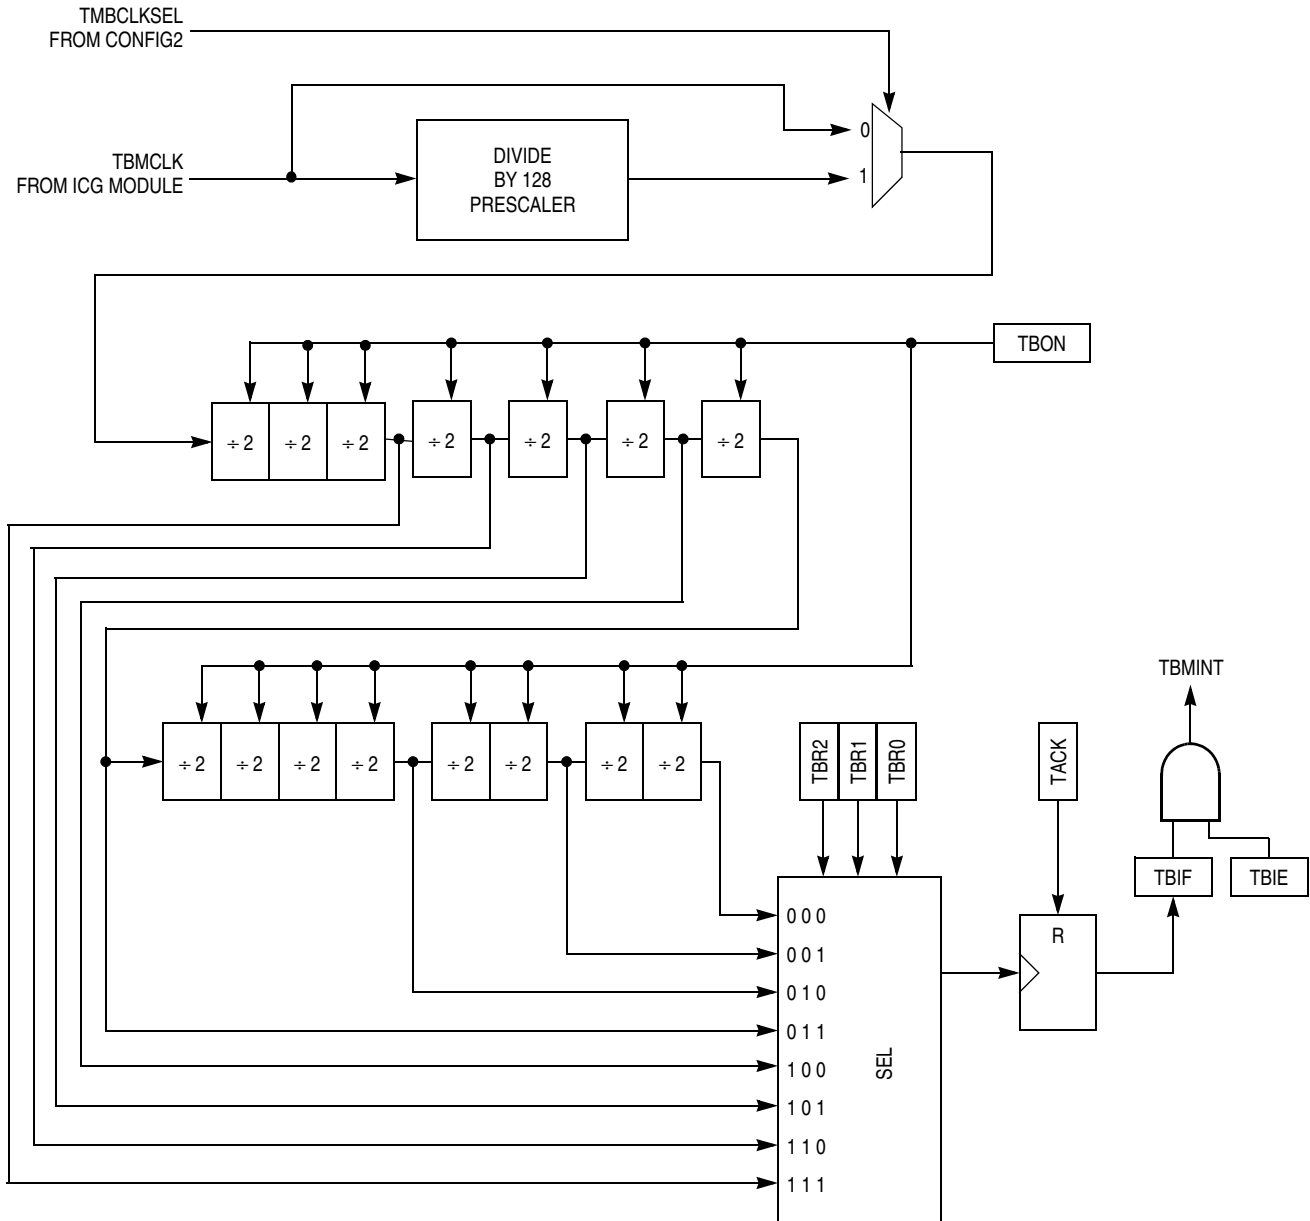 TMBCLKSEL
FROM CONFIG2
0
TBMCLK
FROM ICG MODULE
DIVIDE
BY 128
PRESCALER
1
TBON
÷ 2
÷ 2
÷ 2
÷ 2
÷ 2
÷ 2
÷ 2
TBMINT
÷ 2
÷ 2
÷ 2
÷ 2
÷ 2
÷ 2
÷ 2
÷ 2
TBR2
TBR1
TBR0
TACK
TBIF
TBIE
0 0 0
R
0 0 1
0 1 0
0 1 1
1 0 0
SEL
1 0 1
1 1 0
1 1 1